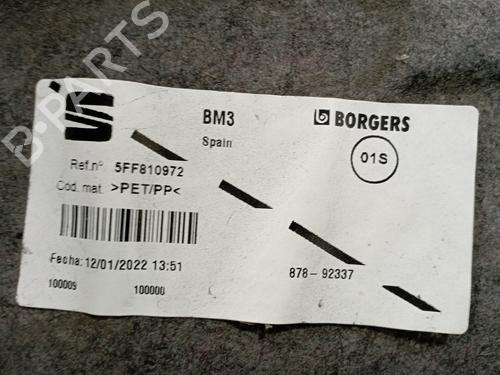 B-PARTS
BM3
BORGERS
Spain
01S
Ref.nº 5FF810972
Cod. mat. >PET/PP<
Fecha: 12/01/2022 13:51
878- 92337
100009 100000